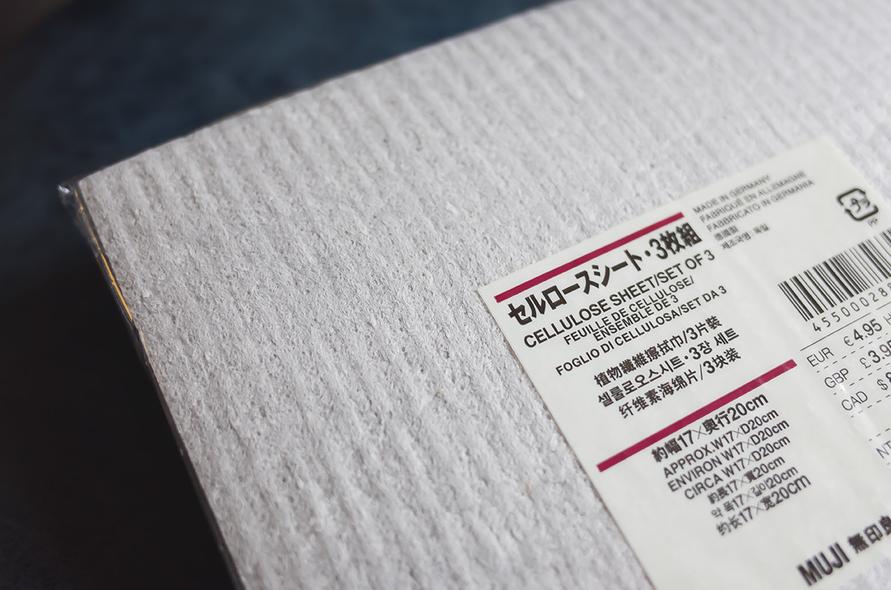 セルロースシート・3枚組
CELLULOSE SHEET/SET OF 3
FEUILLE DE CELLULOSE/
ENSEMBLE DE 3
FOGLIO DI CELLULOSA/SET DA 3
植物纖維擦拭巾/3片裝
셀룰로오스시트・3장 세트
纤维素海绵片/3块装
約幅17×奥行20cm
APPROX.W17×D20cm
ENVIRON W17×D20cm
CIRCA W17×D20cm
約長17×寬20cm
약 폭17×길이20cm
约长17×宽20cm
MUJI 無印
MADE IN GERMANY
FABRIQUÉ EN ALLEMAGNE
FABBRICATO IN GERMANIA
德國製
제조국명: 독일
PP
45500028
EUR €4.95
GBP £3.95
CAD